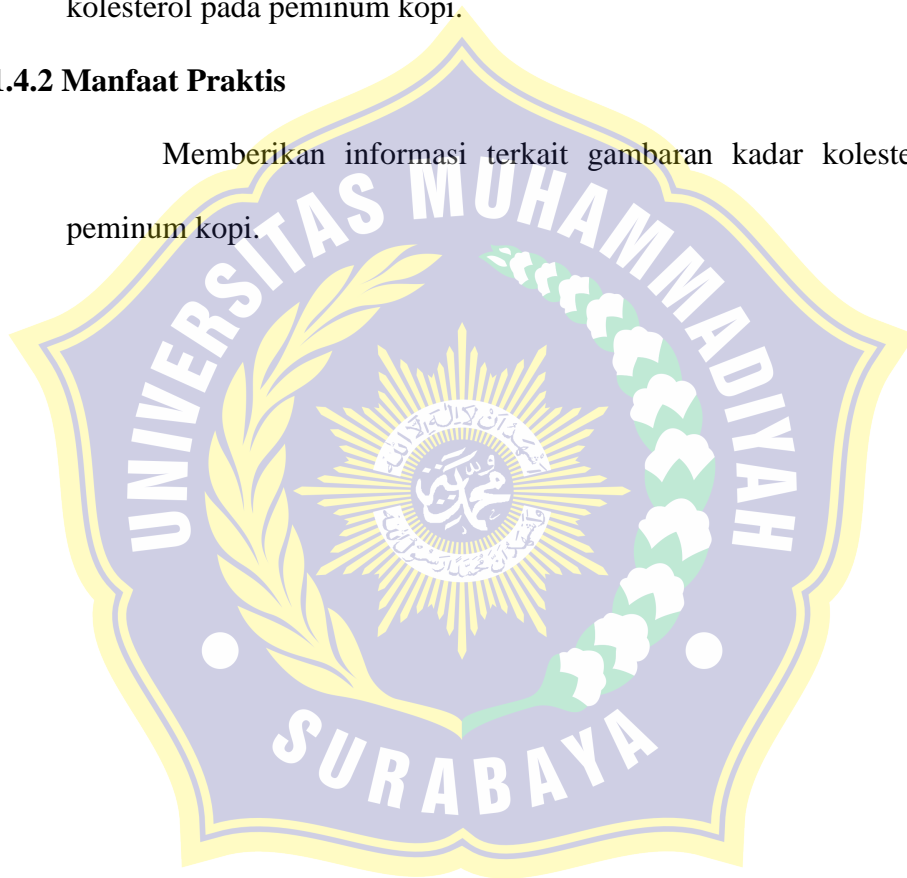 kolesterol pada peminum kopi.
1.4.2 Manfaat Praktis
Memberikan informasi terkait gambaran kadar
peminum kopi.
UNIVERSITAS MUHAMMADIYAH
محمد
SURABAYA